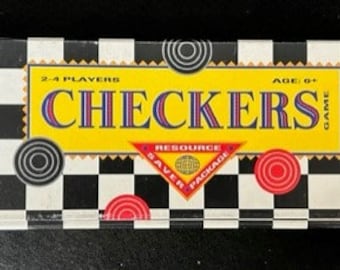 2-4 PLAYERS
AGE: 6+
CHECKERS
GAME
RESOURCE
SAVER PACKAGE